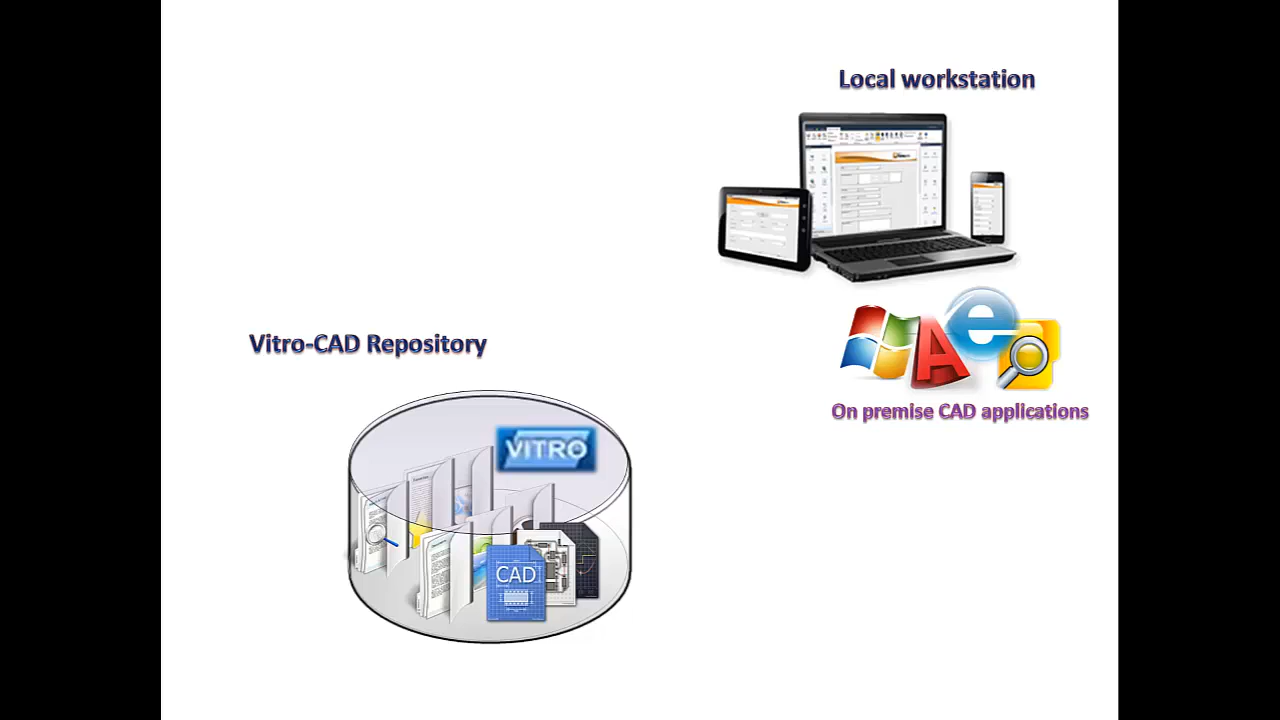 Local workstation
Vitro-CAD Repository
On premise CAD applications
VITRO
CAD